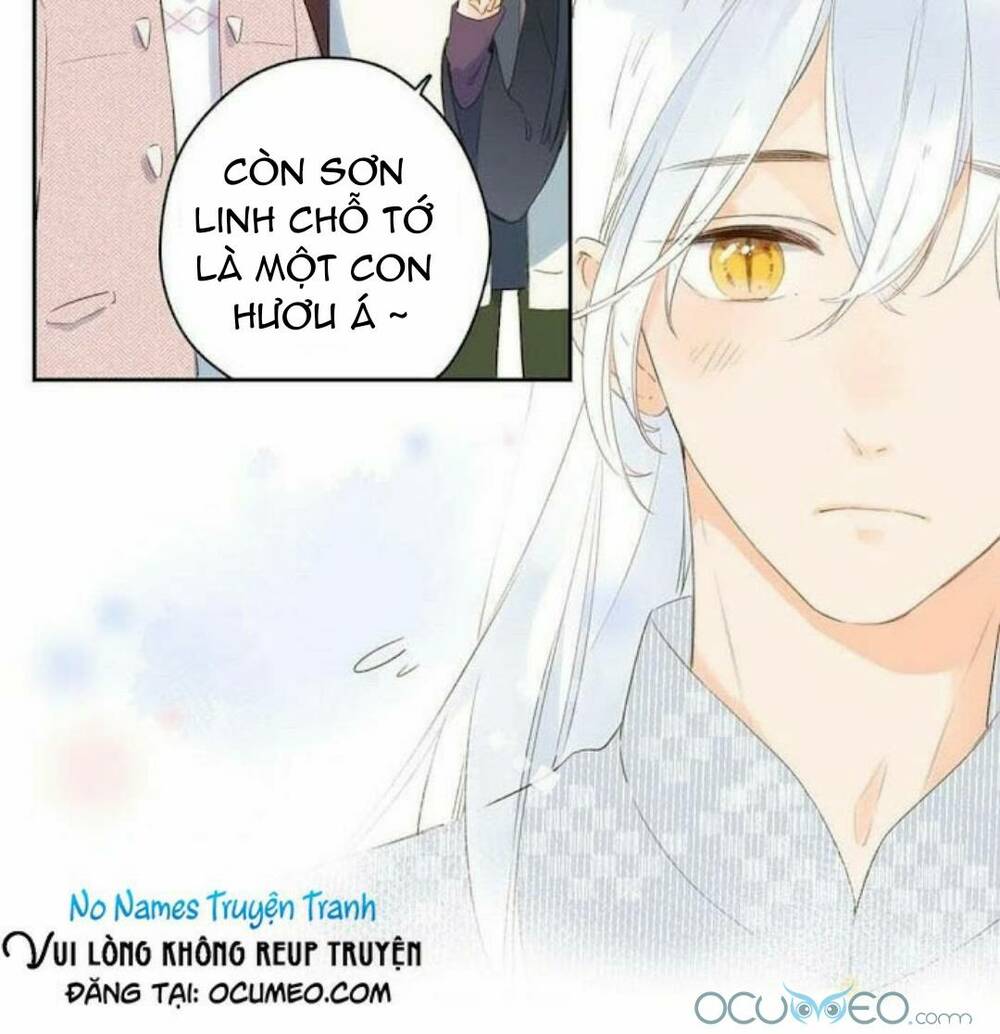 CÒN SƠN
LINH CHỖ TỚ
LÀ MỘT CON
HƯƠU Á ~
No Names Truyện Tranh
VUI LÒNG KHÔNG REUP TRUYỆN
ĐĂNG TẠI: OCUMEO.COM
OCUMEO.comm